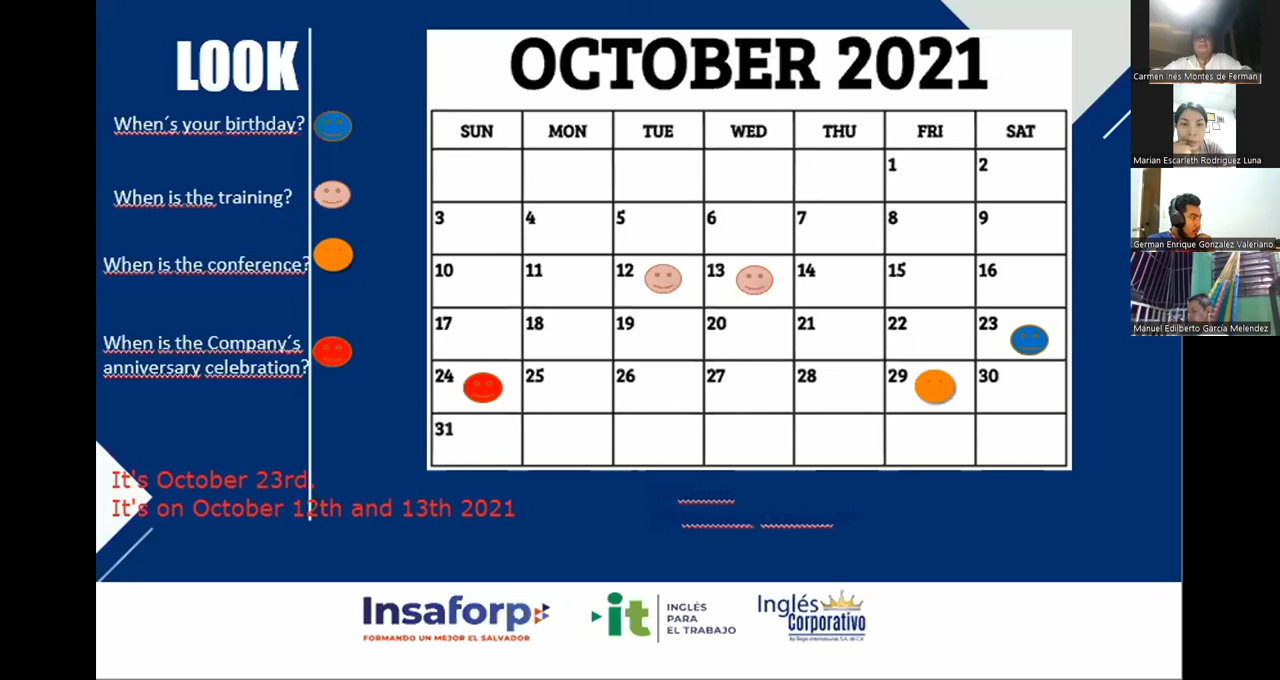 LOOK
When´s your birthday?
When is the training?
When is the conference?
When is the Company´s
anniversary celebration?
OCTOBER 2021
SUN MON TUE WED THU FRI SAT
1 2
3 4 5 6 7 8 9
10 11 12 13 14 15 16
17 18 19 20 21 22 23
24 25 26 27 28 29 30
31
It's October 23rd.
It's on October 12th and 13th 2021
Insaforp
FORMANDO UN MEJOR EL SALVADOR
it
INGLÉS
PARA
EL TRABAJO
Inglés
Corporativo
Carmen Inés Montes de Ferman
Marian Escarleth Rodriguez Luna
German Enrique Gonzalez Valeriano
Manuel Edilberto García Melendez